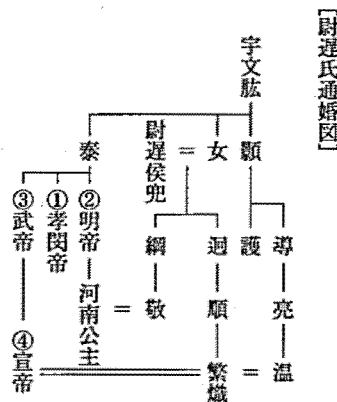 [尉遅氏通婚図]
宇文肱
顥
女
＝
尉遅俟兜
泰
導
護
迥
綱
②明帝
①孝閔帝
③武帝
亮
順
敬
＝
河南公主
温
＝
繁熾
④宣帝